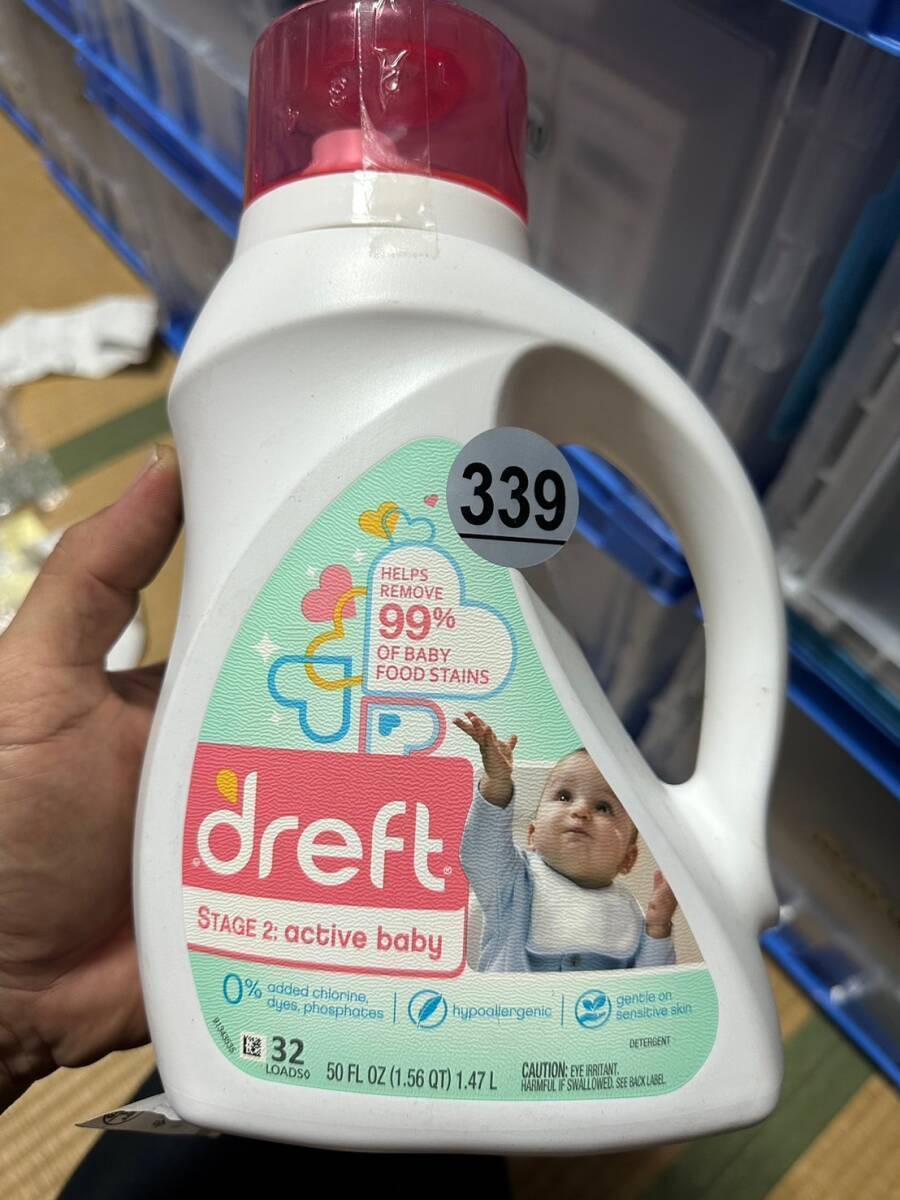 339
HELPS
REMOVE
99%
OF BABY
FOOD STAINS
dreft®
STAGE 2: active baby
0% added chlorine,
dyes, phosphates
hypoallergenic
gentle on
sensitive skin
DETERGENT
32
LOADS◊
50 FL OZ (1.56 QT) 1.47 L
CAUTION: EYE IRRITANT.
HARMFUL IF SWALLOWED. SEE BACK LABEL.